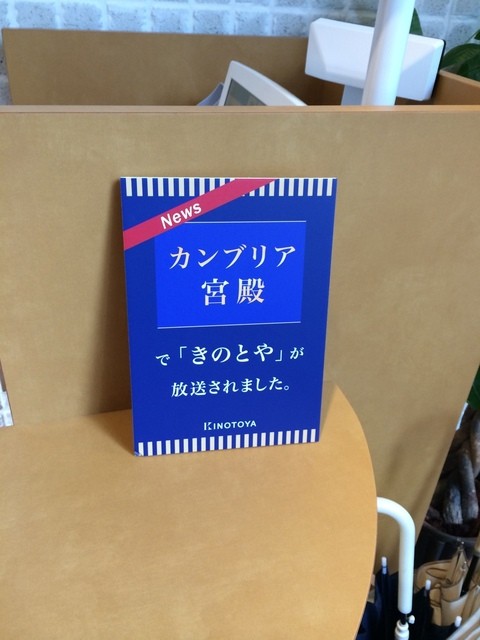 News
カンブリア
宮殿
で「きのとや」が
放送されました。
KINOTOYA